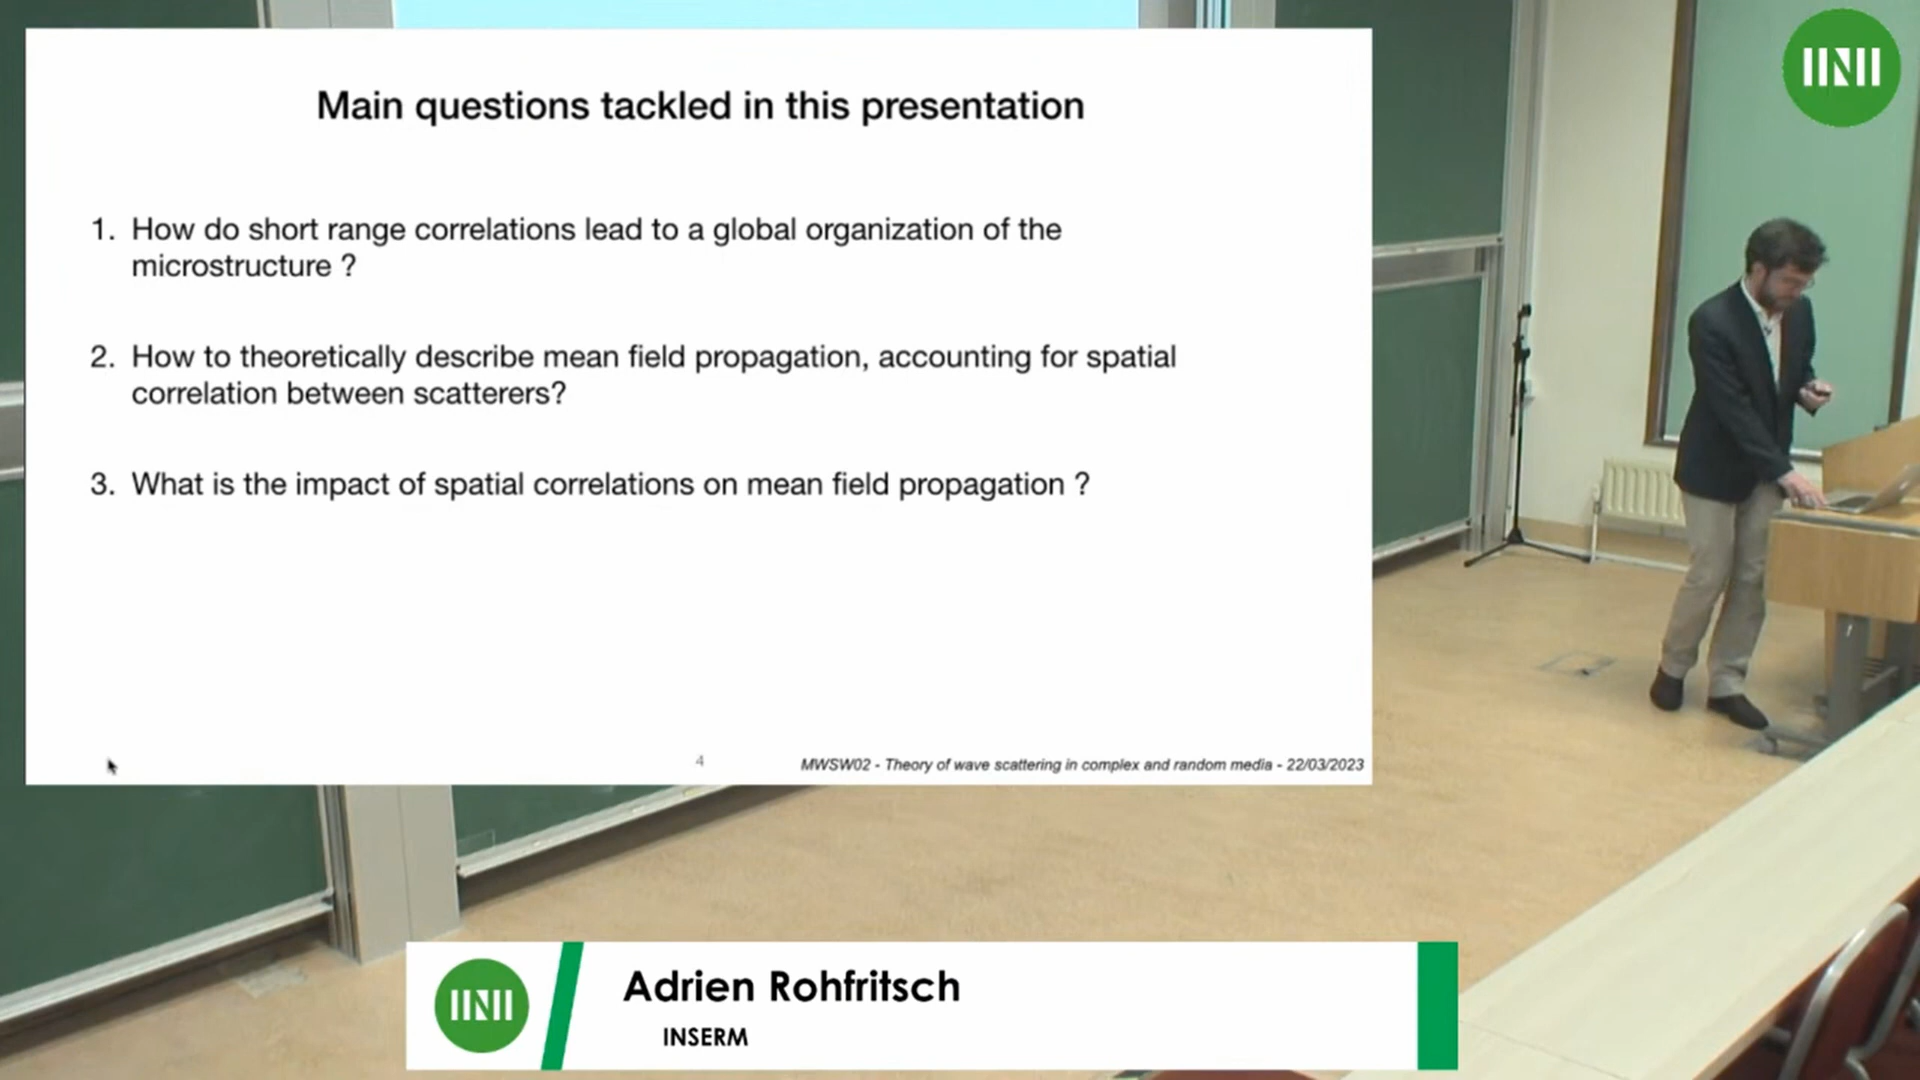 INI
Main questions tackled in this presentation
1. How do short range correlations lead to a global organization of the
microstructure ?
2. How to theoretically describe mean field propagation, accounting for spatial
correlation between scatterers?
3. What is the impact of spatial correlations on mean field propagation ?
4
MWSW02 - Theory of wave scattering in complex and random media - 22/03/2023
INI
Adrien Rohfritsch
INSERM